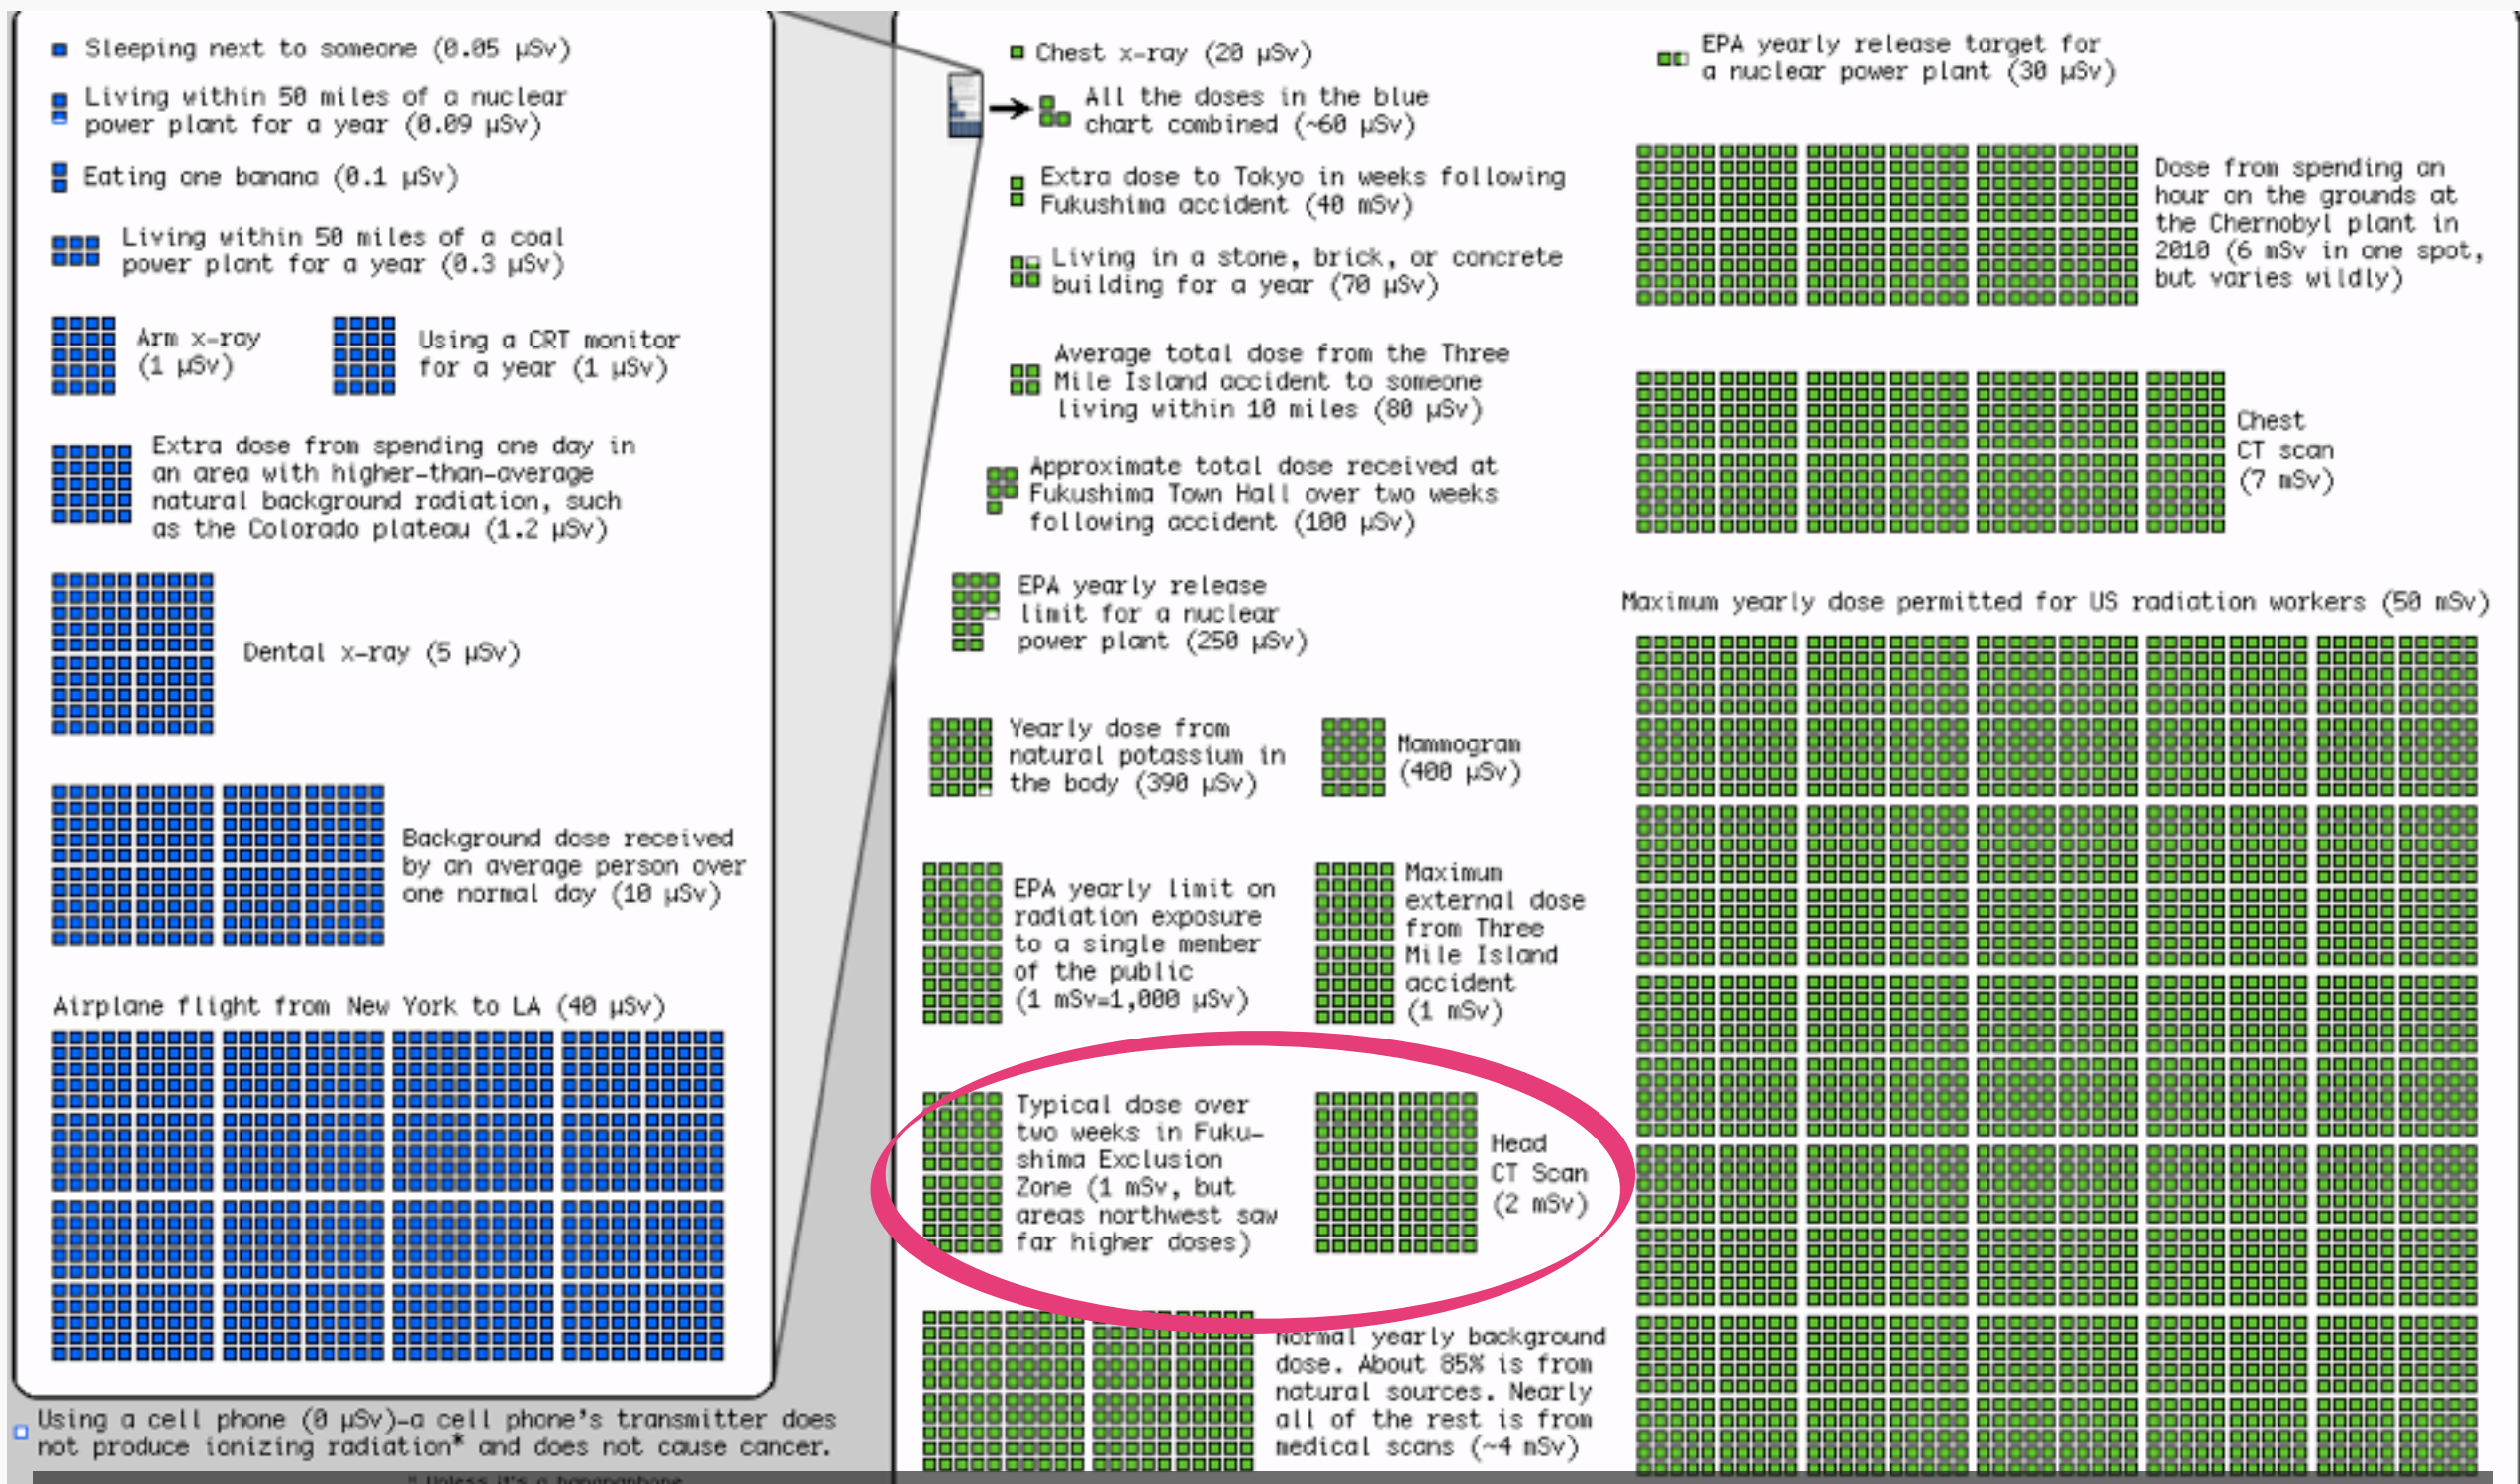 Sleeping next to someone (0.05 µSv)
Living within 50 miles of a nuclear
power plant for a year (0.09 µSv)
Eating one banana (0.1 µSv)
Living within 50 miles of a coal
power plant for a year (0.3 µSv)
Arm x-ray
(1 µSv)
Using a CRT monitor
for a year (1 µSv)
Extra dose from spending one day in
an area with higher-than-average
natural background radiation, such
as the Colorado plateau (1.2 µSv)
Dental x-ray (5 µSv)
Background dose received
by an average person over
one normal day (10 µSv)
Airplane flight from New York to LA (40 µSv)
Using a cell phone (0 µSv)-a cell phone's transmitter does
not produce ionizing radiation* and does not cause cancer.
* Unless it's a bananaphone
Chest x-ray (20 µSv)
All the doses in the blue
chart combined (~60 µSv)
Extra dose to Tokyo in weeks following
Fukushima accident (40 mSv)
Living in a stone, brick, or concrete
building for a year (70 µSv)
Average total dose from the Three
Mile Island accident to someone
living within 10 miles (80 µSv)
Approximate total dose received at
Fukushima Town Hall over two weeks
following accident (100 µSv)
EPA yearly release
limit for a nuclear
power plant (250 µSv)
Yearly dose from
natural potassium in
the body (390 µSv)
Mammogram
(400 µSv)
EPA yearly limit on
radiation exposure
to a single member
of the public
(1 mSv=1,000 µSv)
Maximum
external dose
from Three
Mile Island
accident
(1 mSv)
Typical dose over
two weeks in Fuku-
shima Exclusion
Zone (1 mSv, but
areas northwest saw
far higher doses)
Head
CT Scan
(2 mSv)
Normal yearly background
dose. About 85% is from
natural sources. Nearly
all of the rest is from
medical scans (~4 mSv)
EPA yearly release target for
a nuclear power plant (30 µSv)
Dose from spending an
hour on the grounds at
the Chernobyl plant in
2010 (6 mSv in one spot,
but varies wildly)
Chest
CT scan
(7 mSv)
Maximum yearly dose permitted for US radiation workers (50 mSv)